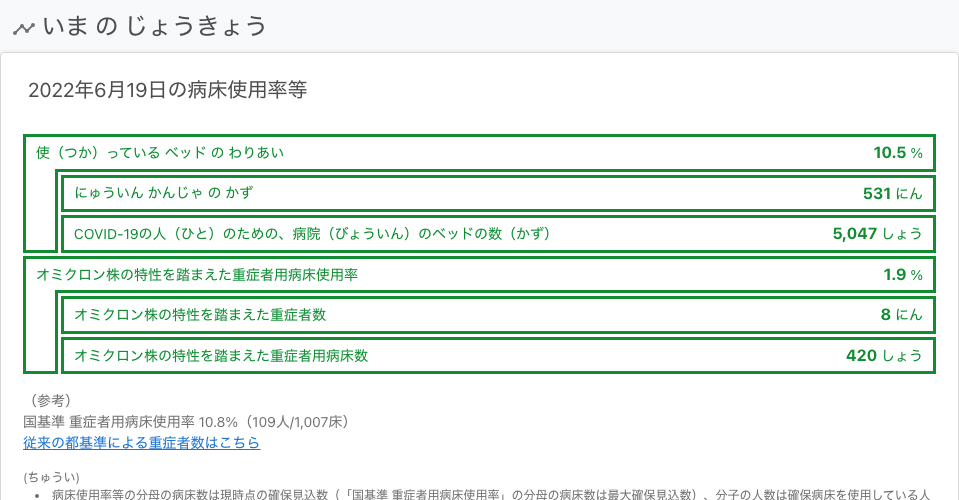 いま の じょうきょう
2022年6月19日の病床使用率等
使（つか）っている ベッド の わりあい 10.5 %
にゅういん かんじゃ の かず 531 にん
COVID-19の人（ひと）のための、病院（びょういん）のベッドの数（かず） 5,047 しょう
オミクロン株の特性を踏まえた重症者用病床使用率 1.9 %
オミクロン株の特性を踏まえた重症者数 8 にん
オミクロン株の特性を踏まえた重症者用病床数 420 しょう
（参考）
国基準 重症者用病床使用率 10.8%（109人/1,007床）
従来の都基準による重症者数はこちら
(ちゅうい)
• 病床使用率等の分母の病床数は現時点の確保見込数（「国基準 重症者用病床使用率」の分母の病床数は最大確保見込数）、分子の人数は確保病床を使用している人